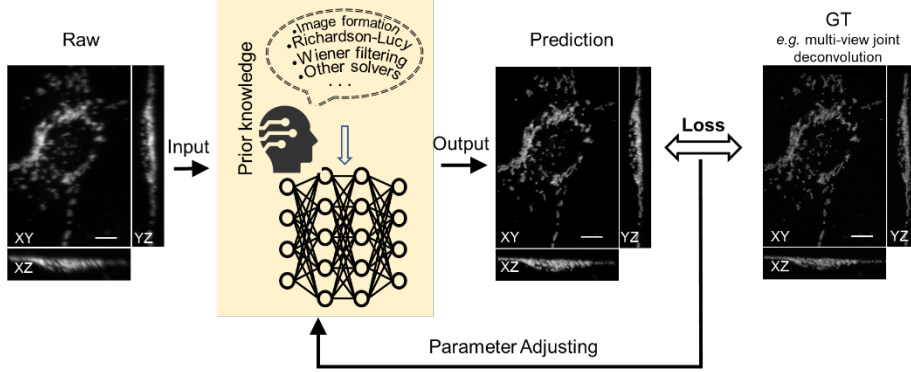 Raw
XY
YZ
XZ
Input
Prior knowledge
•Image formation
•Richardson-Lucy
•Wiener filtering
•Other solvers
. . .
Output
Prediction
XY
YZ
XZ
Loss
GT
e.g. multi-view joint
deconvolution
XY
YZ
XZ
Parameter Adjusting